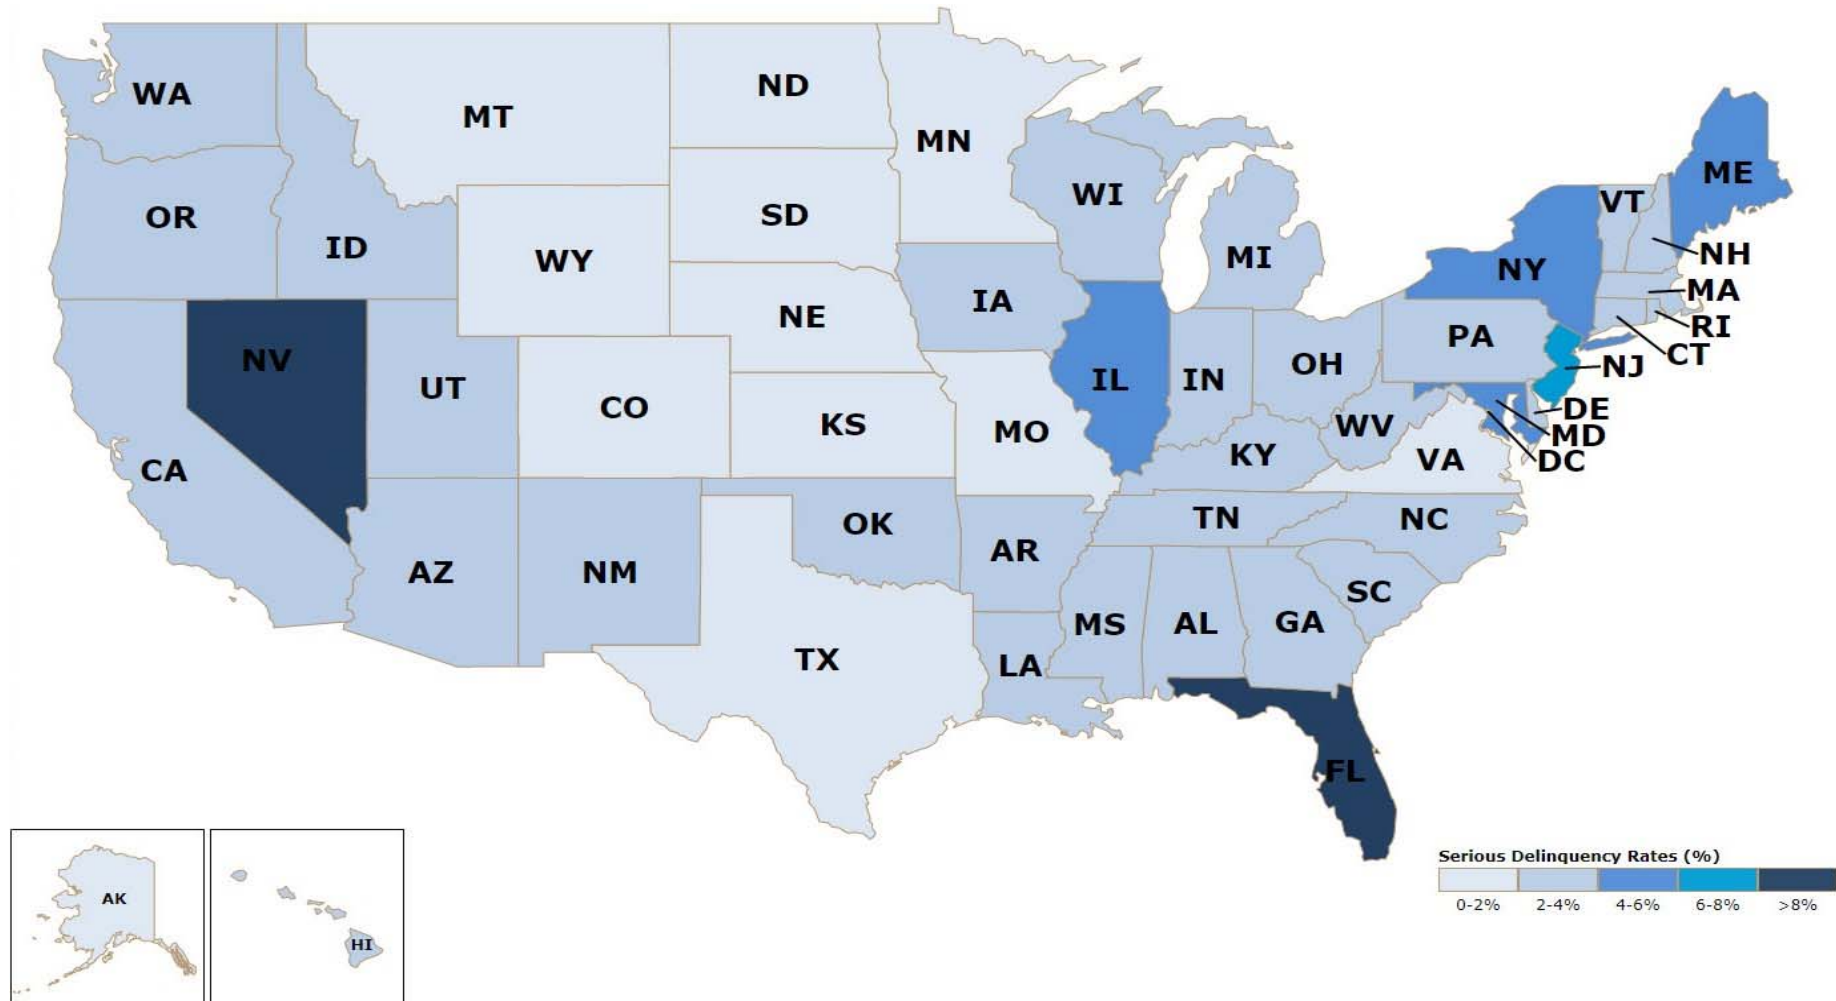 WA
MT
ND
MN
OR
ID
WY
SD
WI
MI
NY
VT
ME
NH
MA
RI
CT
NJ
NV
UT
CO
NE
IA
IL
IN
OH
PA
DE
MD
DC
CA
KS
MO
KY
WV
VA
AZ
NM
OK
AR
TN
NC
TX
LA
MS
AL
GA
SC
FL
AK
HI
Serious Delinquency Rates (%)
0-2% 2-4% 4-6% 6-8% >8%